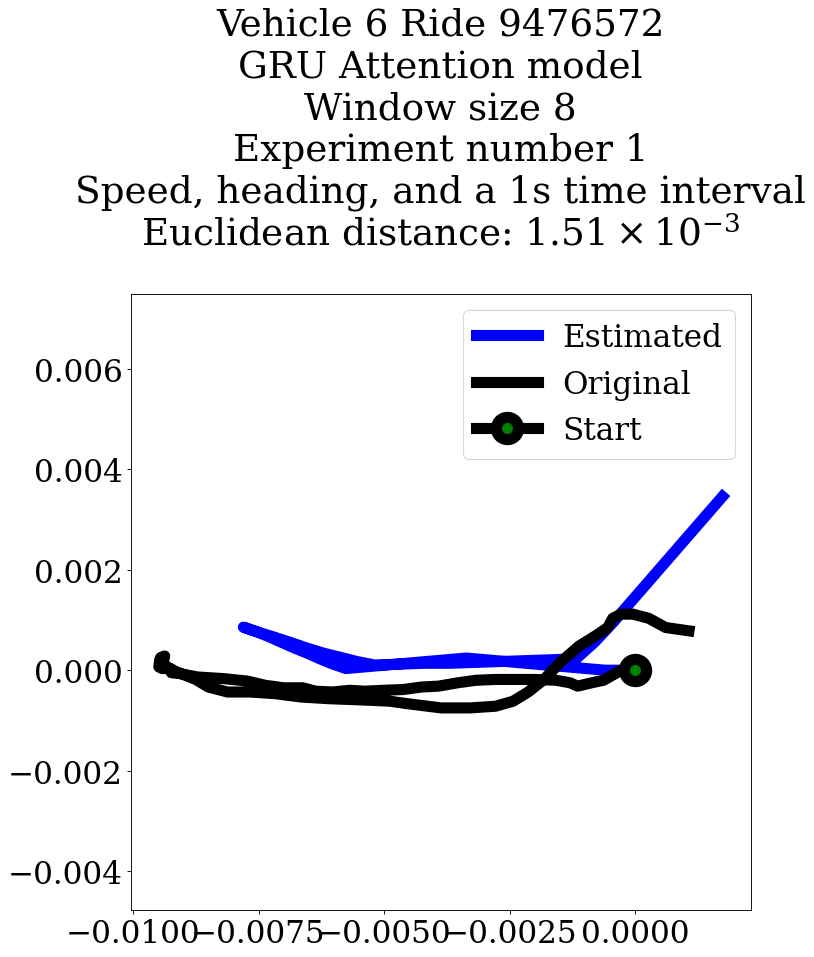 Vehicle 6 Ride 9476572
GRU Attention model
Window size 8
Experiment number 1
Speed, heading, and a 1s time interval
Euclidean distance: 1.51 × 10⁻³
Estimated
Original
Start
0.006
0.004
0.002
0.000
−0.002
−0.004
−0.0100 −0.0075 −0.0050 −0.0025 0.0000